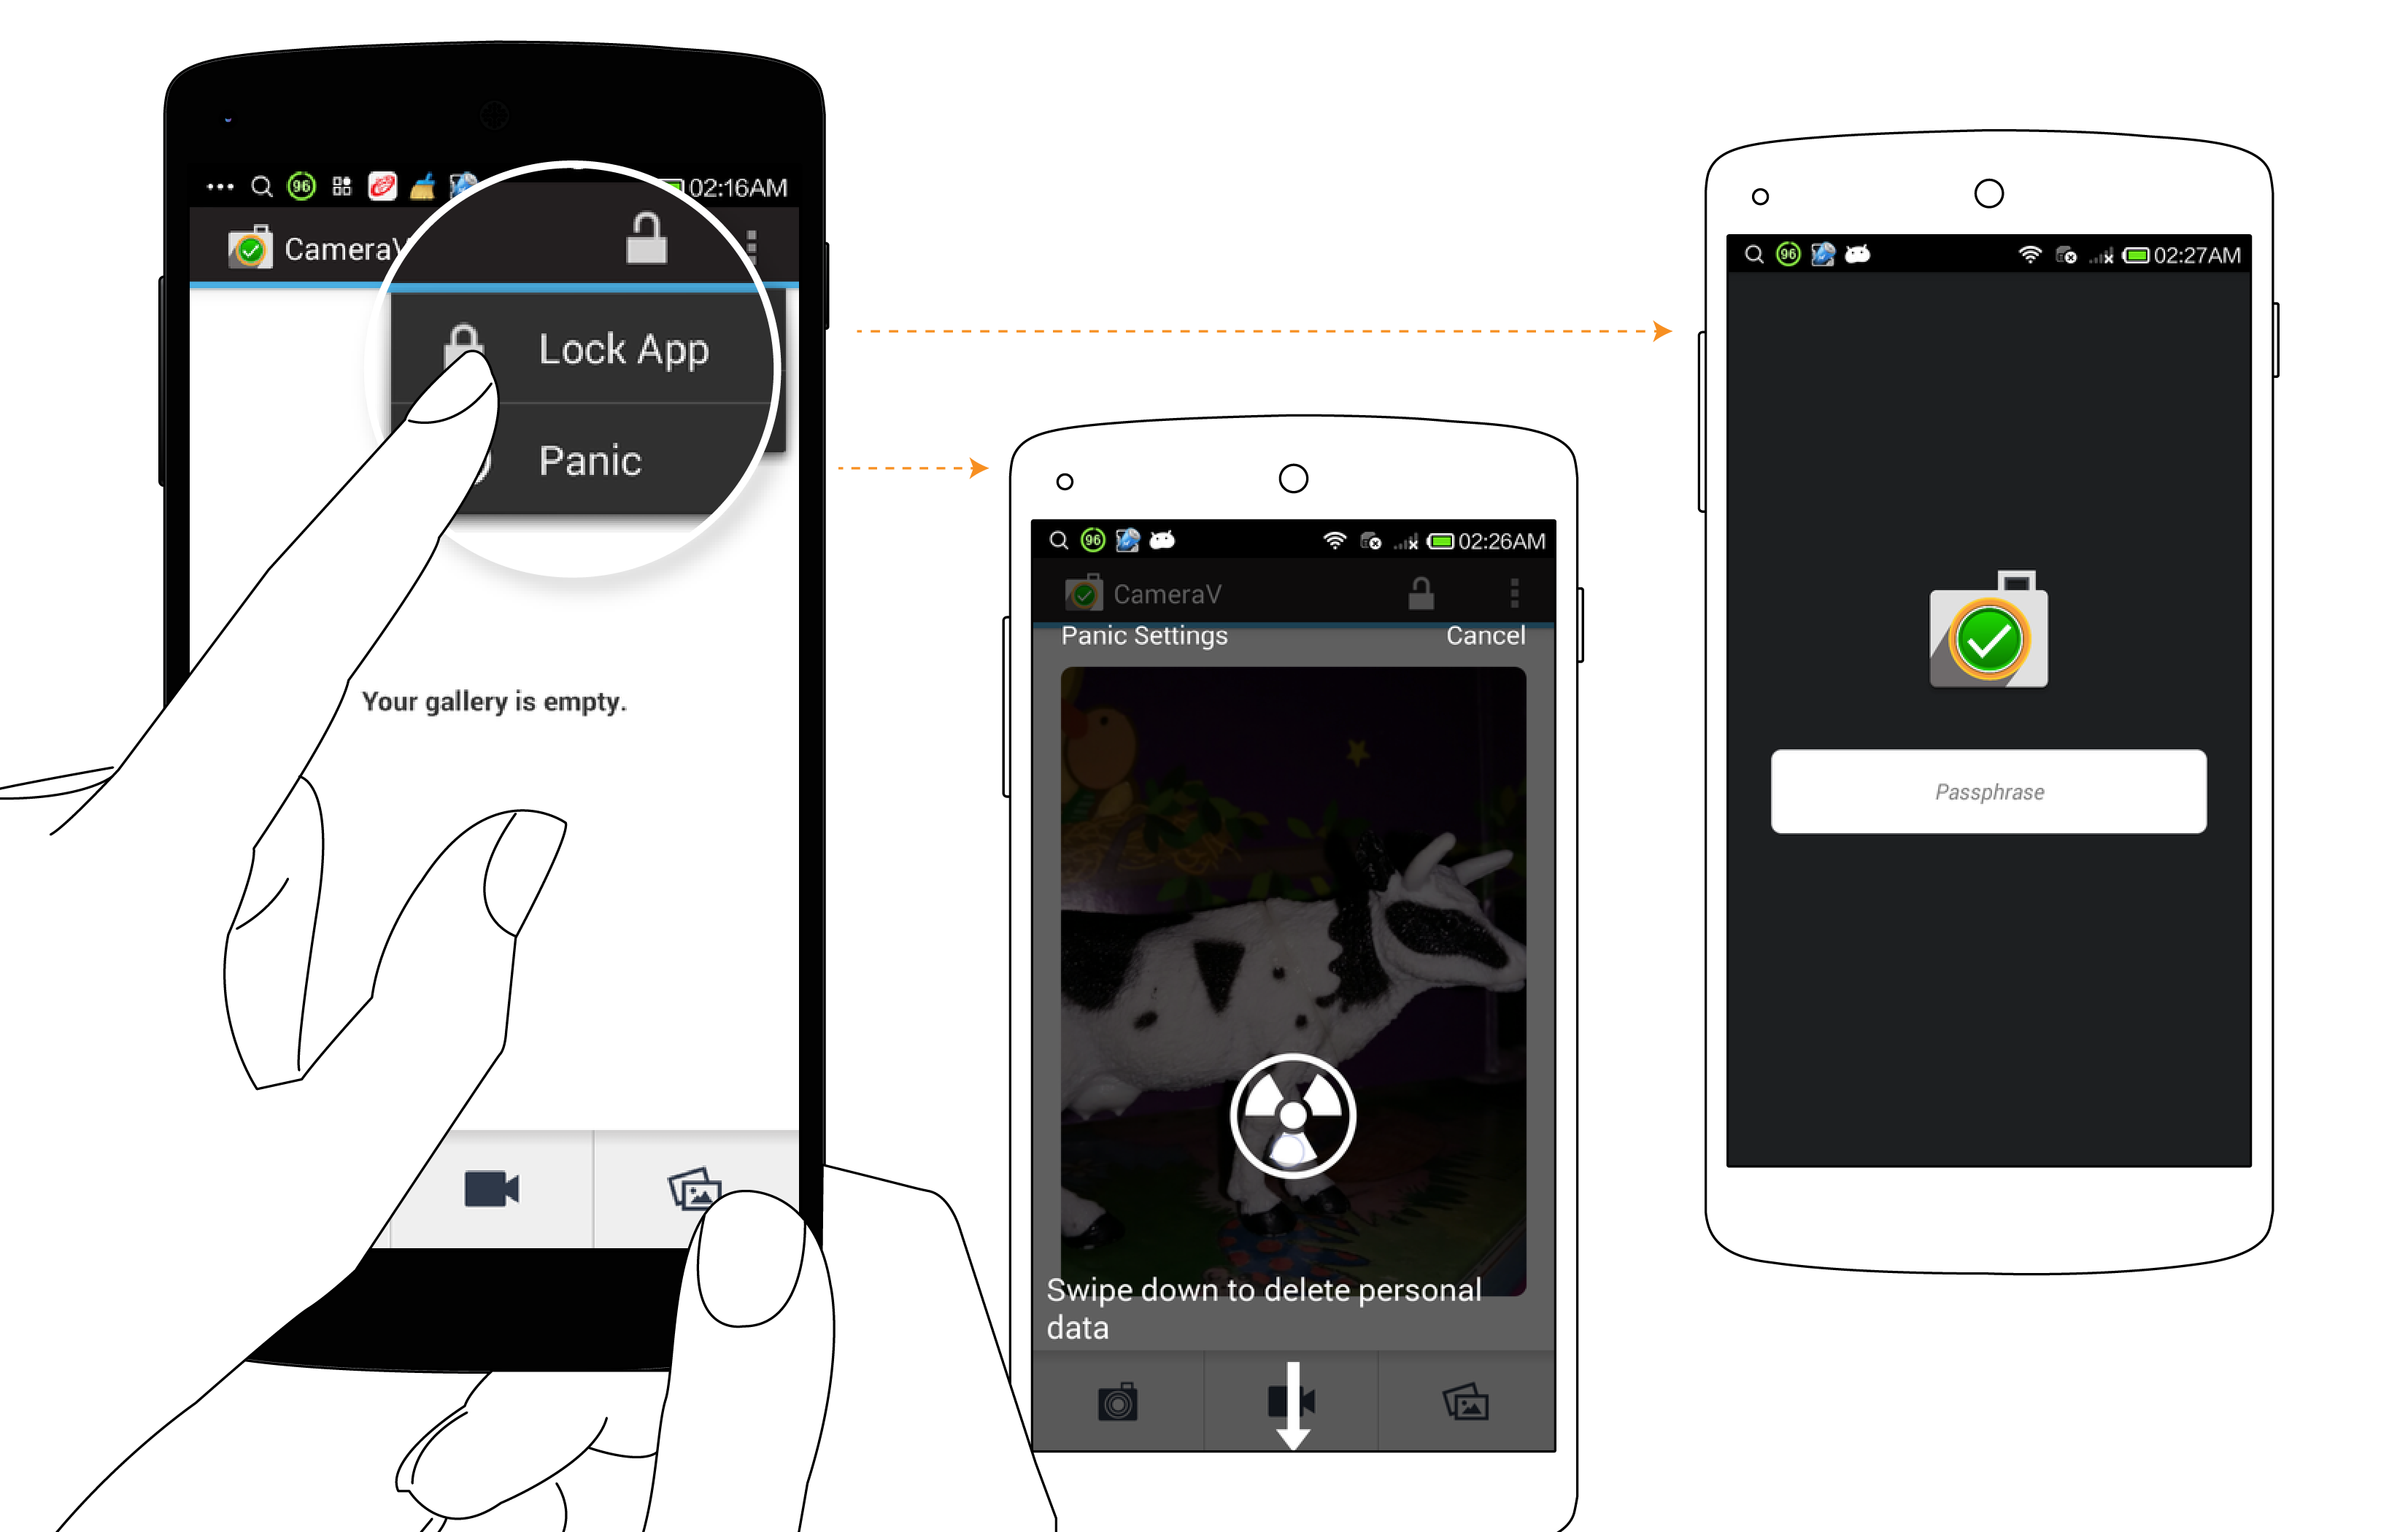 96
02:16AM
CameraV
Lock App
Panic
Your gallery is empty.
96
02:26AM
CameraV
Panic Settings
Cancel
Swipe down to delete personal
data
96
02:27AM
Passphrase